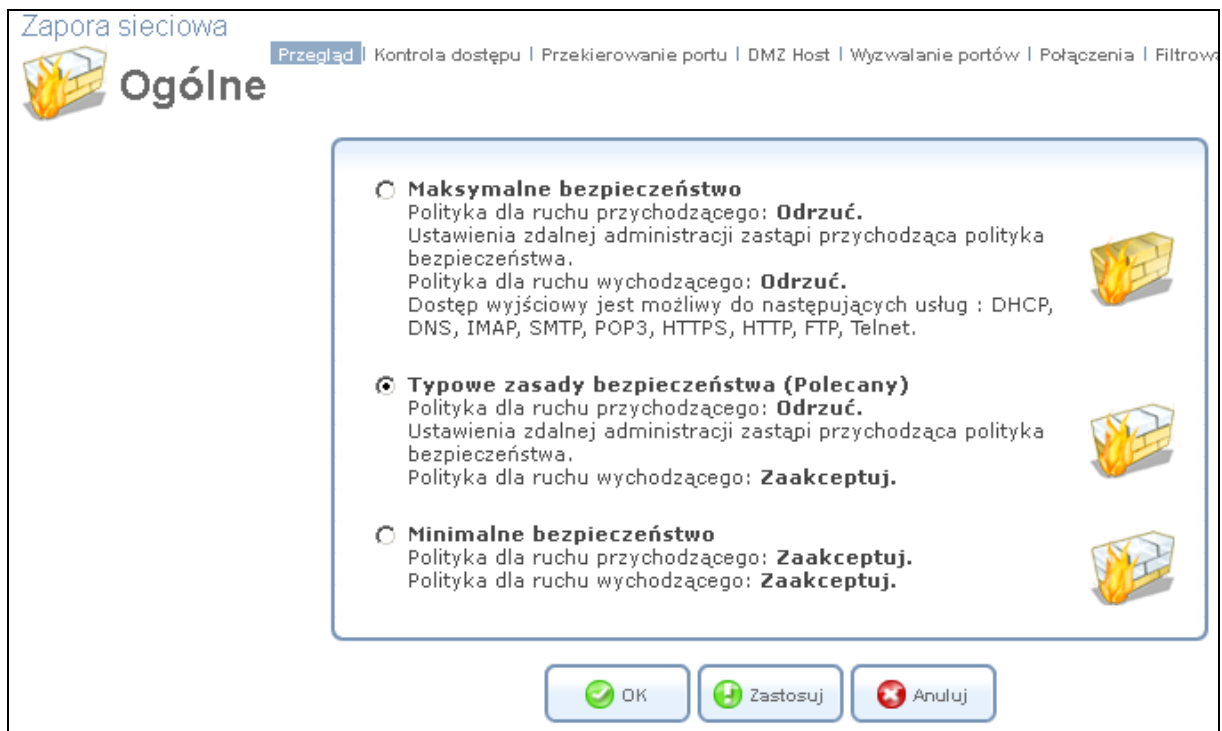 Zapora sieciowa
Ogólne
Przegląd | Kontrola dostępu | Przekierowanie portu | DMZ Host | Wyzwalanie portów | Połączenia |
Maksymalne bezpieczeństwo
Polityka dla ruchu przychodzącego: Odrzuć.
Ustawienia zdalnej administracji zastąpi przychodząca polityka
bezpieczeństwa.
Polityka dla ruchu wychodzącego: Odrzuć.
Dostęp wyjściowy jest możliwy do następujących usług : DHCP,
DNS, IMAP, SMTP, POP3, HTTPS, HTTP, FTP, Telnet.
Typowe zasady bezpieczeństwa (Polecany)
Polityka dla ruchu przychodzącego: Odrzuć.
Ustawienia zdalnej administracji zastąpi przychodząca polityka
bezpieczeństwa.
Polityka dla ruchu wychodzącego: Zaakceptuj.
Minimalne bezpieczeństwo
Polityka dla ruchu przychodzącego: Zaakceptuj.
Polityka dla ruchu wychodzącego: Zaakceptuj.
OK
Zastosuj
Anuluj